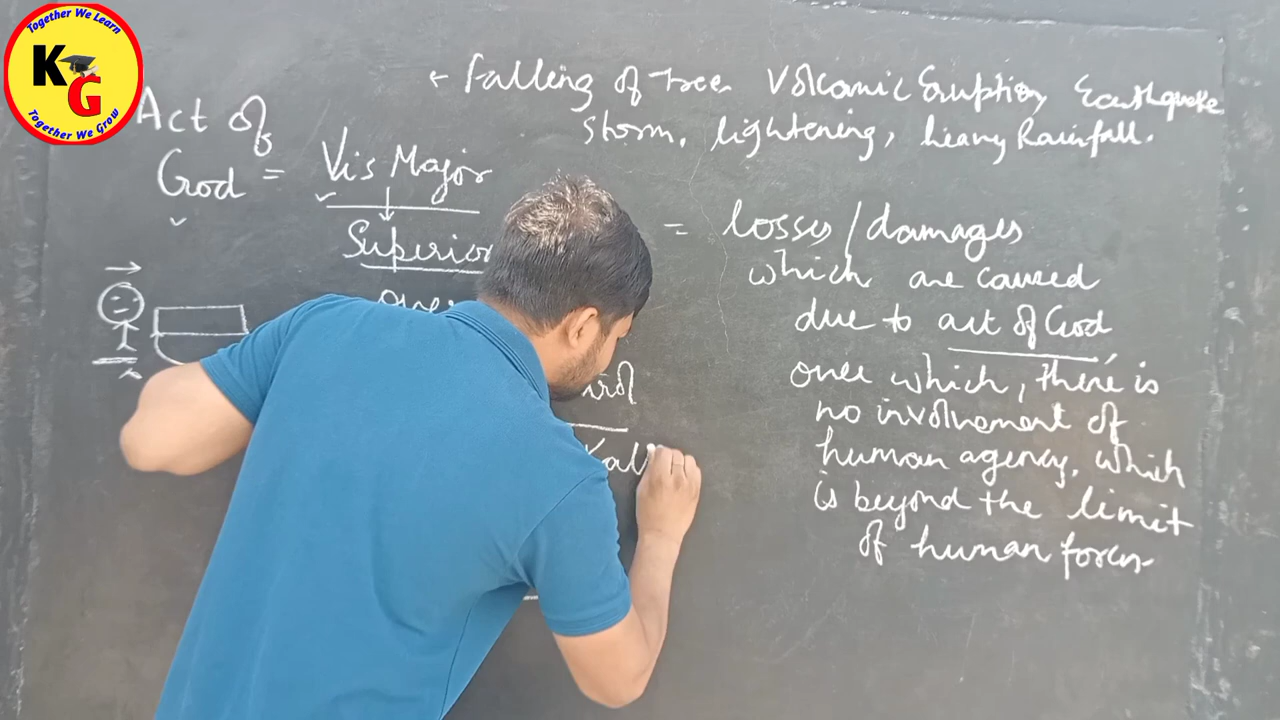 Together We Learn
KG
Together We Grow
Act of
God = Vis Major
Superior
over
← Falling of Tree. Volcanic Eruption, Earthquake
Storm, lightening, heavy Rainfall.
= losses/damages
which are caused
due to act of God,
over which, there is
no involvement of
human agency, which
is beyond the limit
of human forces